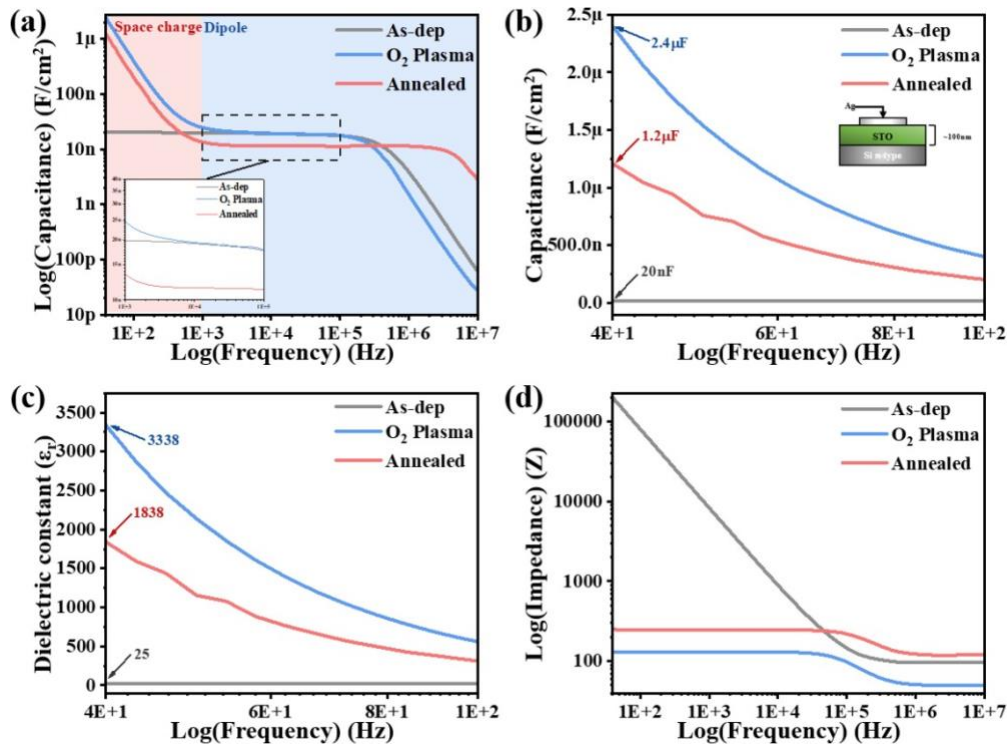 (a)
Space charge Dipole
As-dep
O2 Plasma
Annealed
Log(Capacitance) (F/cm2)
1μ
100n
10n
1n
100p
10p
As-dep
O2 Plasma
Annealed
1E+3 1E+4 1E+5
1E+2 1E+3 1E+4 1E+5 1E+6 1E+7
Log(Frequency) (Hz)
(b)
As-dep
O2 Plasma
Annealed
Capacitance (F/cm2)
2.5μ
2.0μ
1.5μ
1.0μ
500.0n
0.0
2.4μF
1.2μF
20nF
Ag
STO
~100nm
Si n-type
4E+1 6E+1 8E+1 1E+2
Log(Frequency) (Hz)
(c)
As-dep
O2 Plasma
Annealed
Dielectric constant (εr)
3500
3000
2500
2000
1500
1000
500
0
3338
1838
25
4E+1 6E+1 8E+1 1E+2
Log(Frequency) (Hz)
(d)
As-dep
O2 Plasma
Annealed
Log(Impedance) (Z)
100000
10000
1000
100
1E+2 1E+3 1E+4 1E+5 1E+6 1E+7
Log(Frequency) (Hz)